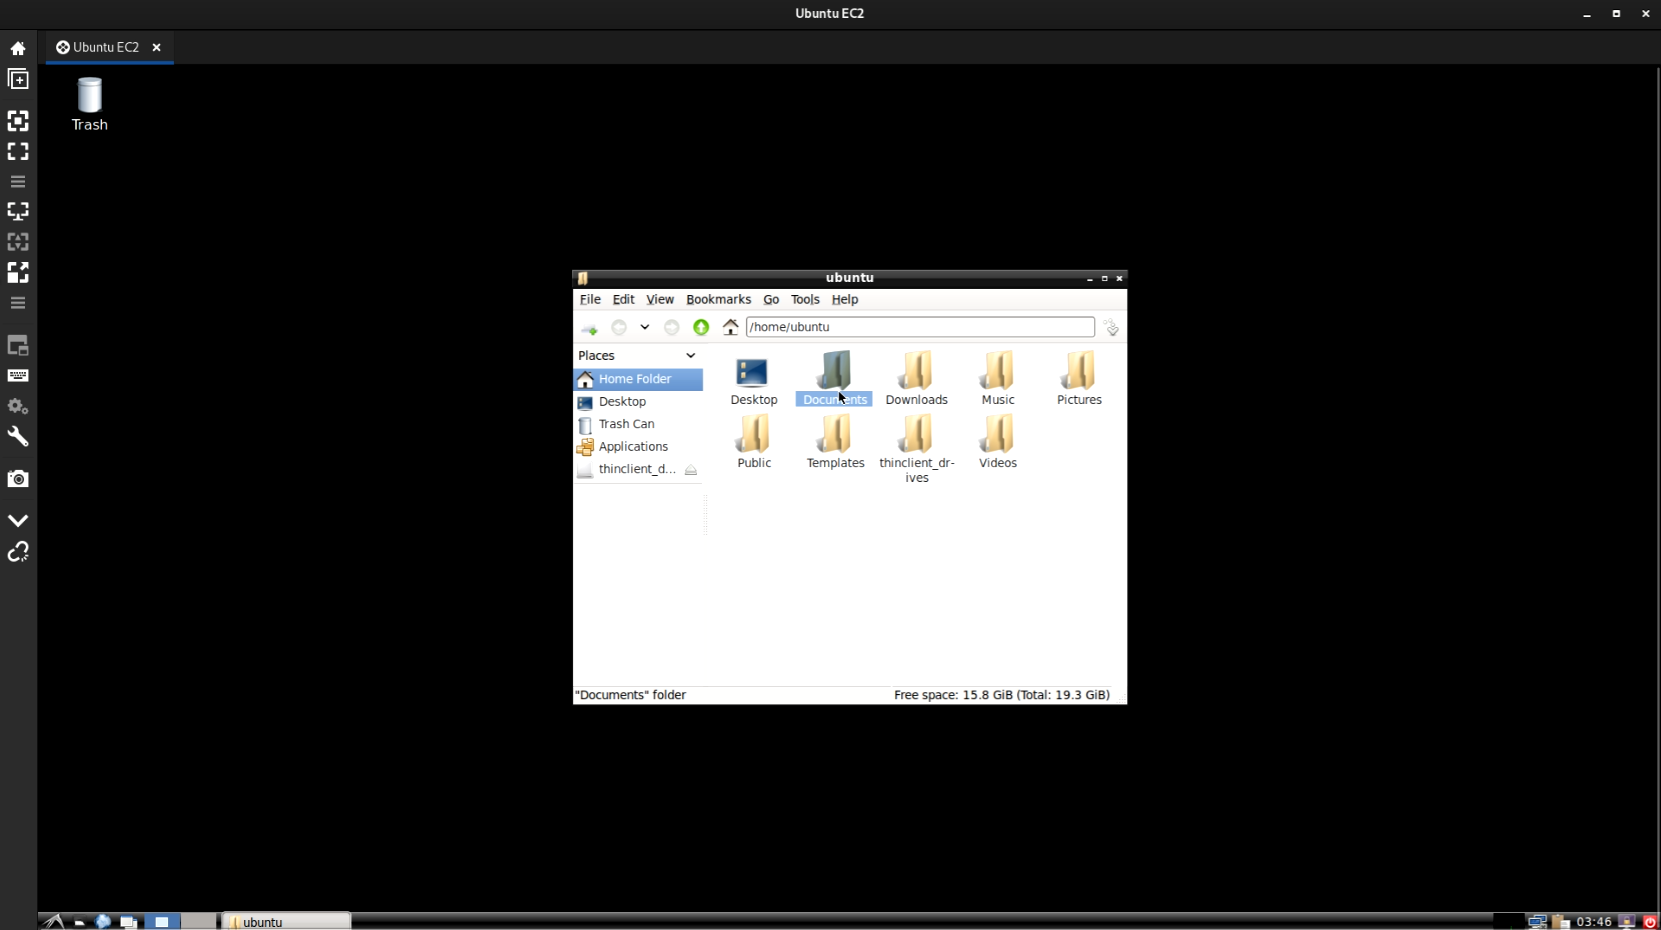 Ubuntu EC2
Ubuntu EC2
Trash
ubuntu
File Edit View Bookmarks Go Tools Help
/home/ubuntu
Places
Home Folder
Desktop
Trash Can
Applications
thinclient_d...
Desktop Documents Downloads Music Pictures
Public Templates thinclient_dr-
ives Videos
"Documents" folder Free space: 15.8 GiB (Total: 19.3 GiB)
ubuntu 03:46